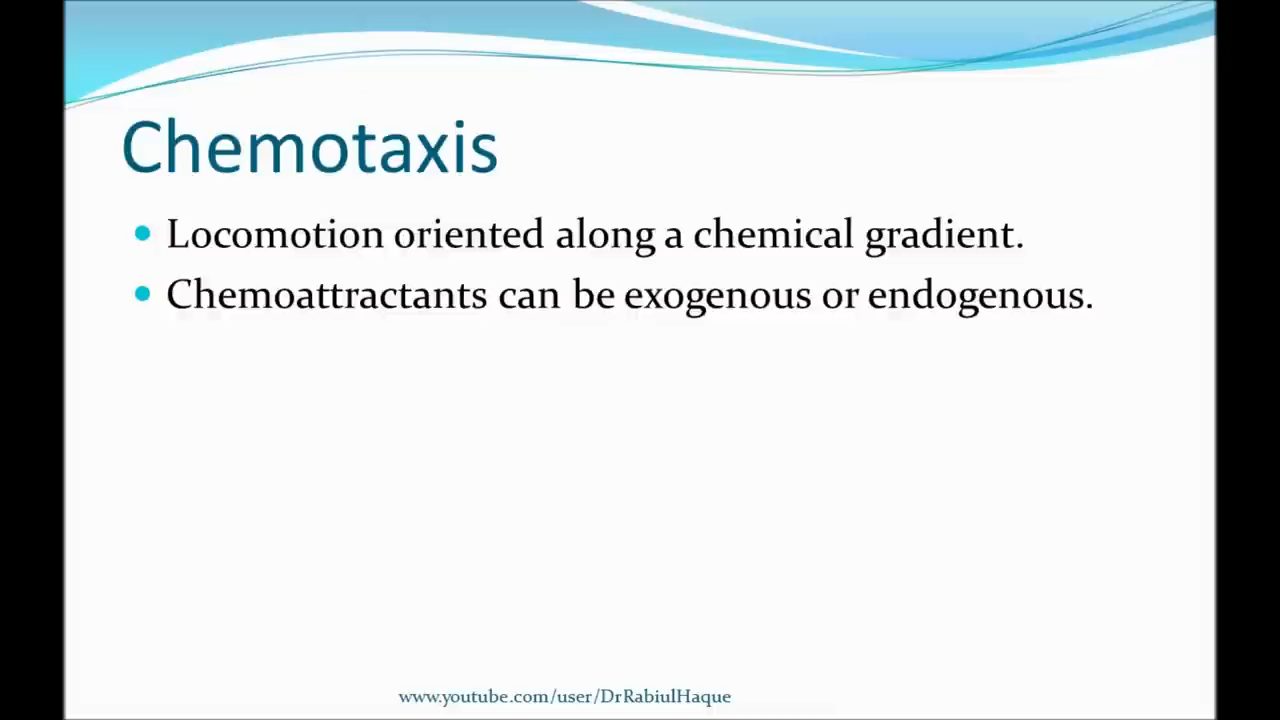 Chemotaxis
Locomotion oriented along a chemical gradient.
Chemoattractants can be exogenous or endogenous.
www.youtube.com/user/DrRabiulHaque